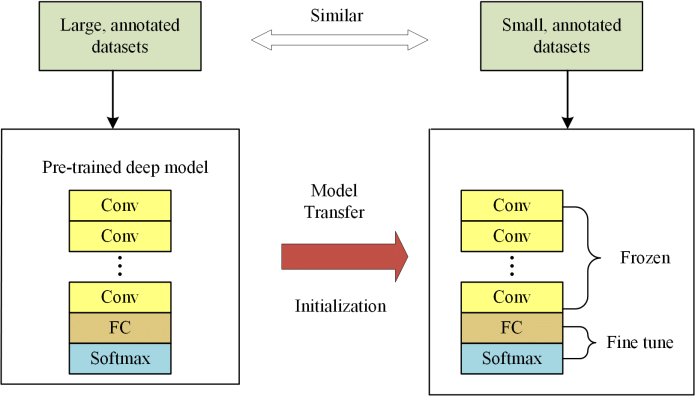 Large, annotated
datasets
Similar
Small, annotated
datasets
Pre-trained deep model
Conv
Conv
Conv
FC
Softmax
Model
Transfer
Initialization
Conv
Conv
Conv
FC
Softmax
Frozen
Fine tune